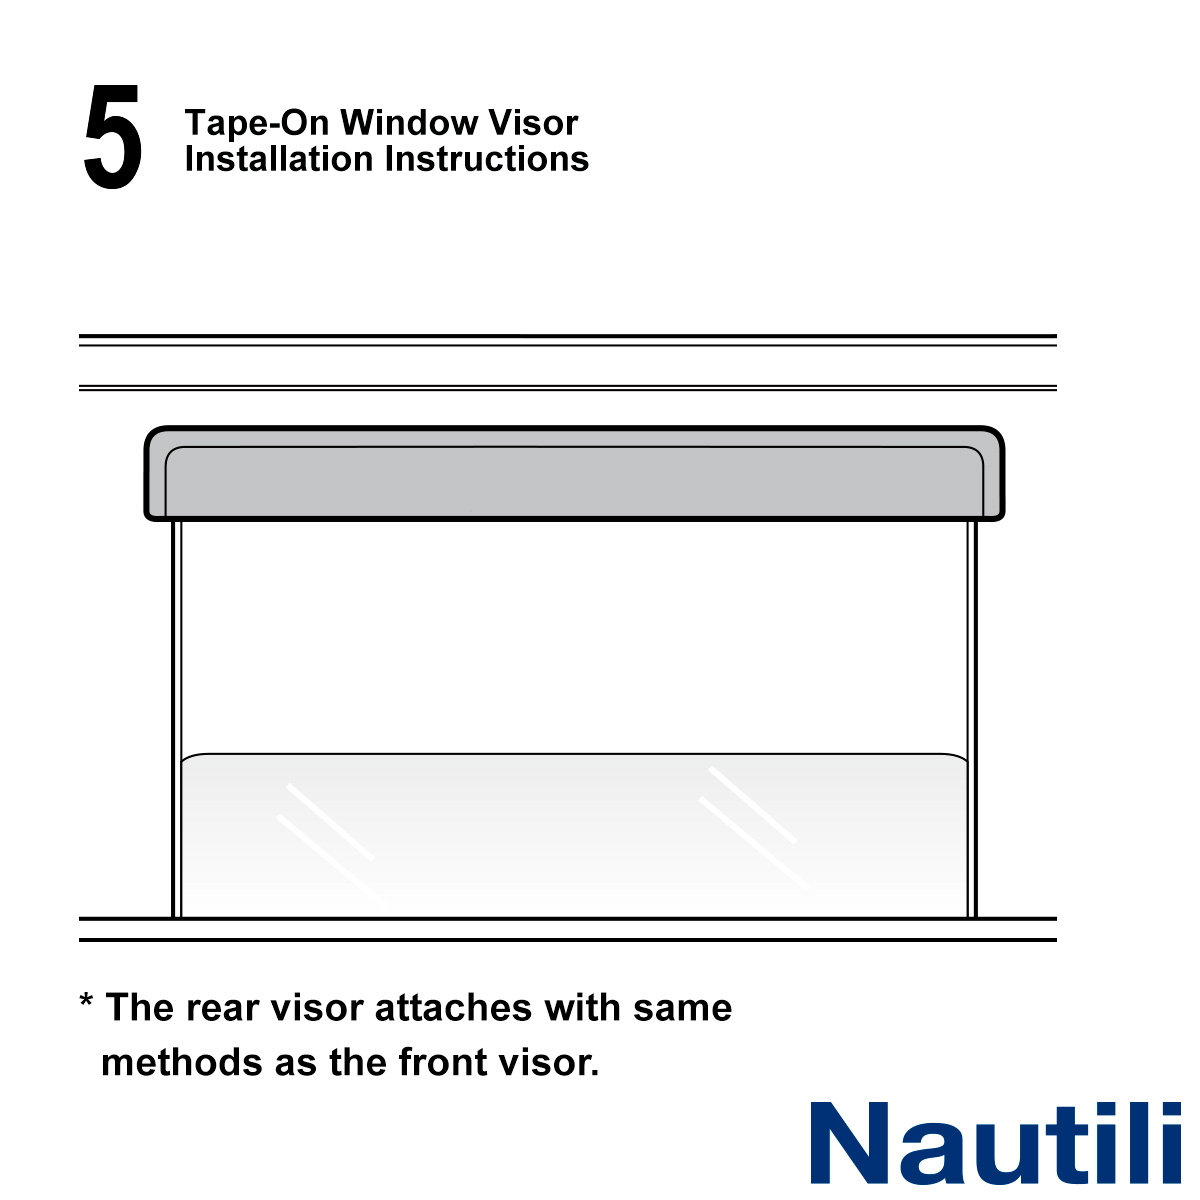 5
Tape-On Window Visor
Installation Instructions
* The rear visor attaches with same
methods as the front visor.
Nautili